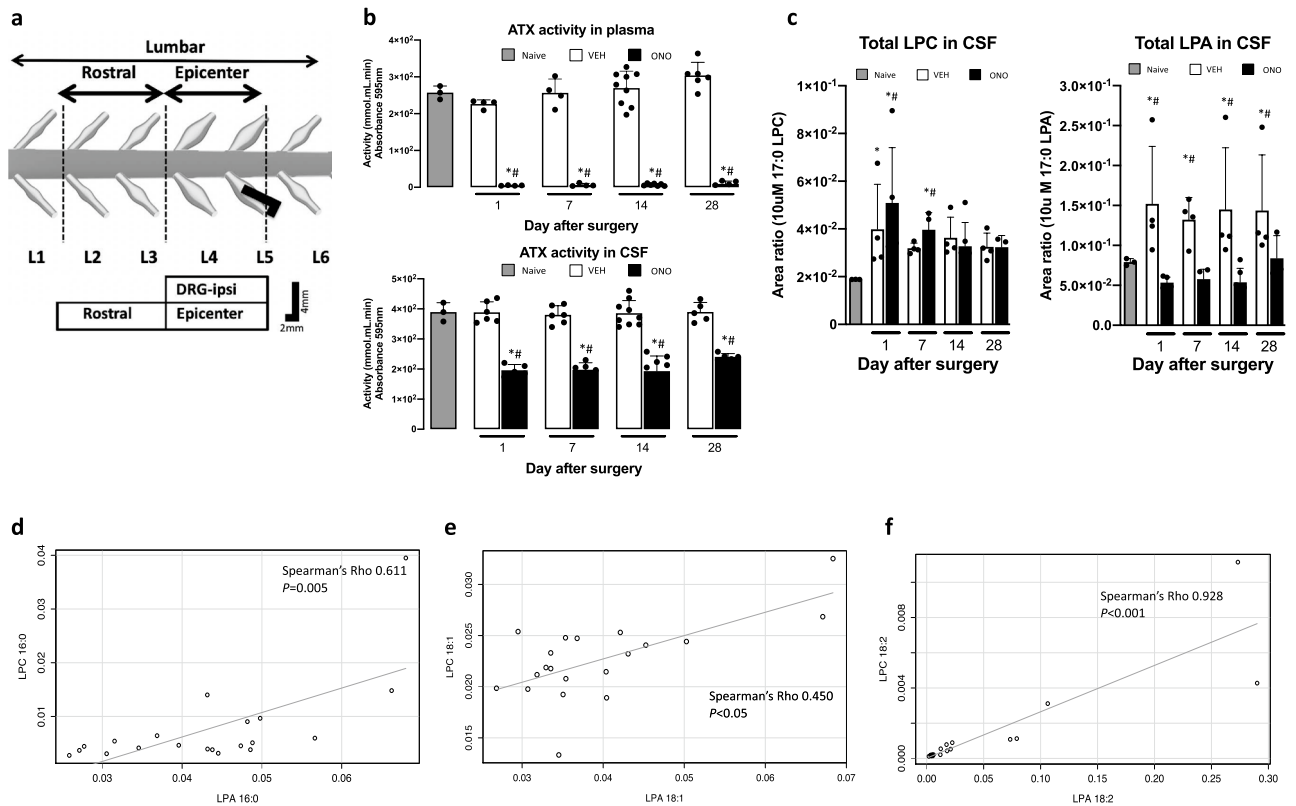 a
Lumbar
Rostral Epicenter
L1 L2 L3 L4 L5 L6
DRG-ipsi
Rostral Epicenter
4mm
2mm
b
ATX activity in plasma
Naive VEH ONO
Activity (mmol.mL.min)
Absorbance 595nm
4×10²
3×10²
2×10²
1×10²
0
*# *# *# *#
1 7 14 28
Day after surgery
ATX activity in CSF
Naive VEH ONO
Activity (mmol.mL.min)
Absorbance 595nm
5×10²
4×10²
3×10²
2×10²
1×10²
0
*# *# *# *#
1 7 14 28
Day after surgery
c
Total LPC in CSF
Naive VEH ONO
Area ratio (10uM 17:0 LPC)
1×10⁻¹
8×10⁻²
6×10⁻²
4×10⁻²
2×10⁻²
0
* *# *#
1 7 14 28
Day after surgery
Total LPA in CSF
Naive VEH ONO
Area ratio (10u M 17:0 LPA)
3.0×10⁻¹
2.5×10⁻¹
2.0×10⁻¹
1.5×10⁻¹
1.0×10⁻¹
5.0×10⁻²
0.0
*# *# *# *#
1 7 14 28
Day after surgery
d
Spearman's Rho 0.611
P=0.005
LPC 16:0
0.04
0.03
0.02
0.01
0.03 0.04 0.05 0.06
LPA 16:0
e
LPC 18:1
0.030
0.025
0.020
0.015
Spearman's Rho 0.450
P<0.05
0.03 0.04 0.05 0.06 0.07
LPA 18:1
f
Spearman's Rho 0.928
P<0.001
LPC 18:2
0.008
0.004
0.000
0.00 0.05 0.10 0.15 0.20 0.25 0.30
LPA 18:2